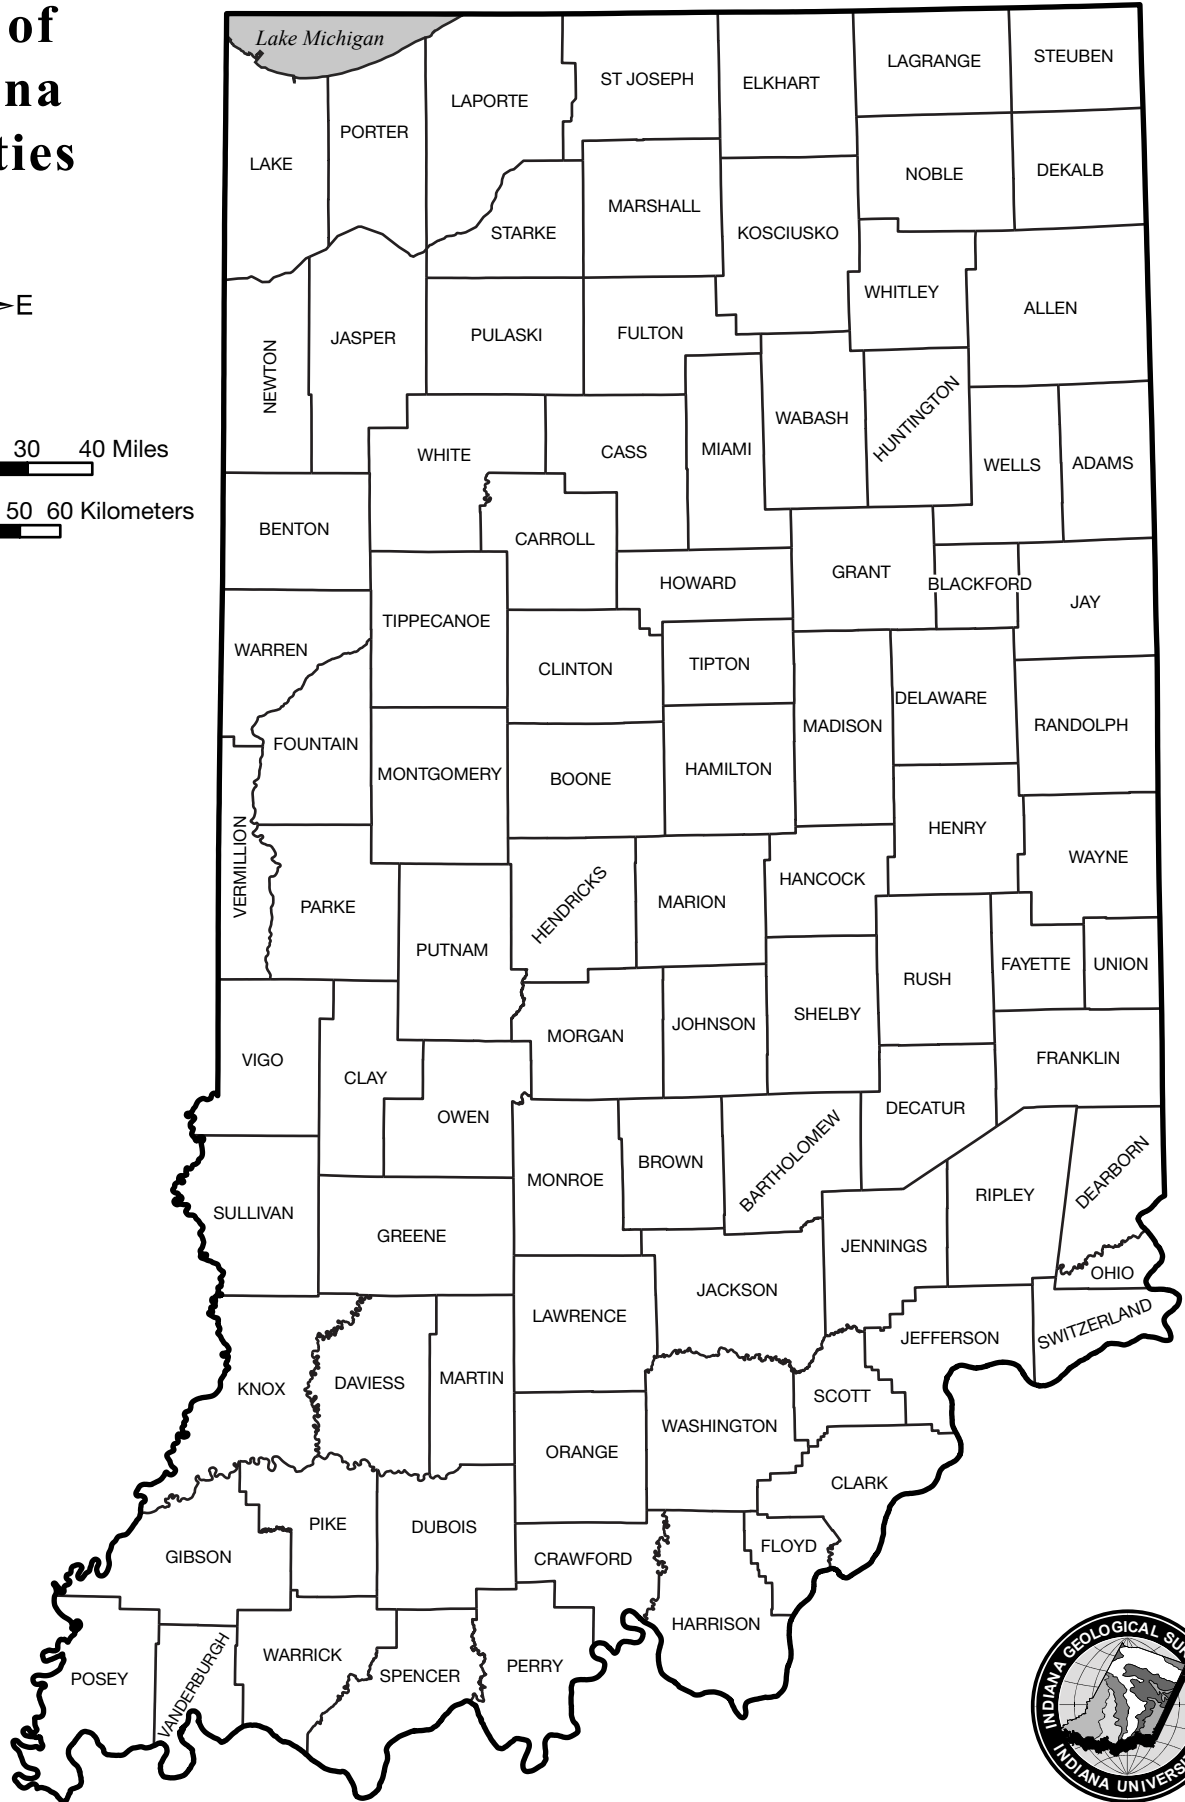 of
na
ties
Lake Michigan
E
30 40 Miles
50 60 Kilometers
LAKE
PORTER
LAPORTE
ST JOSEPH
ELKHART
LAGRANGE
STEUBEN
STARKE
MARSHALL
KOSCIUSKO
NOBLE
DEKALB
NEWTON
JASPER
PULASKI
FULTON
WHITLEY
ALLEN
WHITE
CASS
MIAMI
WABASH
HUNTINGTON
WELLS
ADAMS
BENTON
CARROLL
HOWARD
GRANT
BLACKFORD
JAY
WARREN
TIPPECANOE
CLINTON
TIPTON
MADISON
DELAWARE
RANDOLPH
FOUNTAIN
MONTGOMERY
BOONE
HAMILTON
HENRY
WAYNE
VERMILLION
PARKE
PUTNAM
HENDRICKS
MARION
HANCOCK
RUSH
FAYETTE
UNION
VIGO
CLAY
OWEN
MORGAN
JOHNSON
SHELBY
DECATUR
FRANKLIN
SULLIVAN
GREENE
MONROE
BROWN
BARTHOLOMEW
JENNINGS
RIPLEY
DEARBORN
OHIO
SWITZERLAND
KNOX
DAVIESS
MARTIN
LAWRENCE
JACKSON
JEFFERSON
SCOTT
WASHINGTON
ORANGE
CLARK
GIBSON
PIKE
DUBOIS
CRAWFORD
FLOYD
HARRISON
POSEY
VANDERBURGH
WARRICK
SPENCER
PERRY
INDIANA GEOLOGICAL SU
INDIANA UNIVERSI